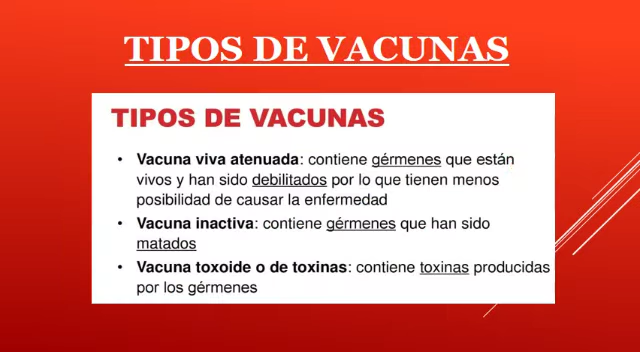 TIPOS DE VACUNAS
TIPOS DE VACUNAS
• Vacuna viva atenuada: contiene gérmenes que están
vivos y han sido debilitados por lo que tienen menos
posibilidad de causar la enfermedad
• Vacuna inactiva: contiene gérmenes que han sido
matados
• Vacuna toxoide o de toxinas: contiene toxinas producidas
por los gérmenes